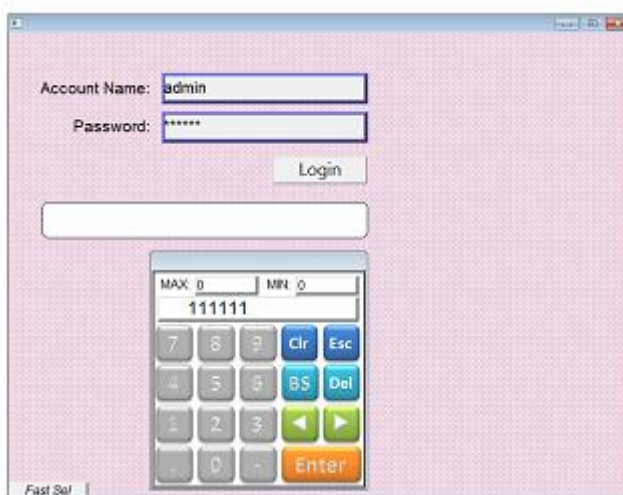 Account Name: admin
Password: ******
Login
MAX: 0 MIN: 0
111111
7 8 9 Clr Esc
4 5 6 BS Del
1 2 3
. 0 - Enter
Fast Sel